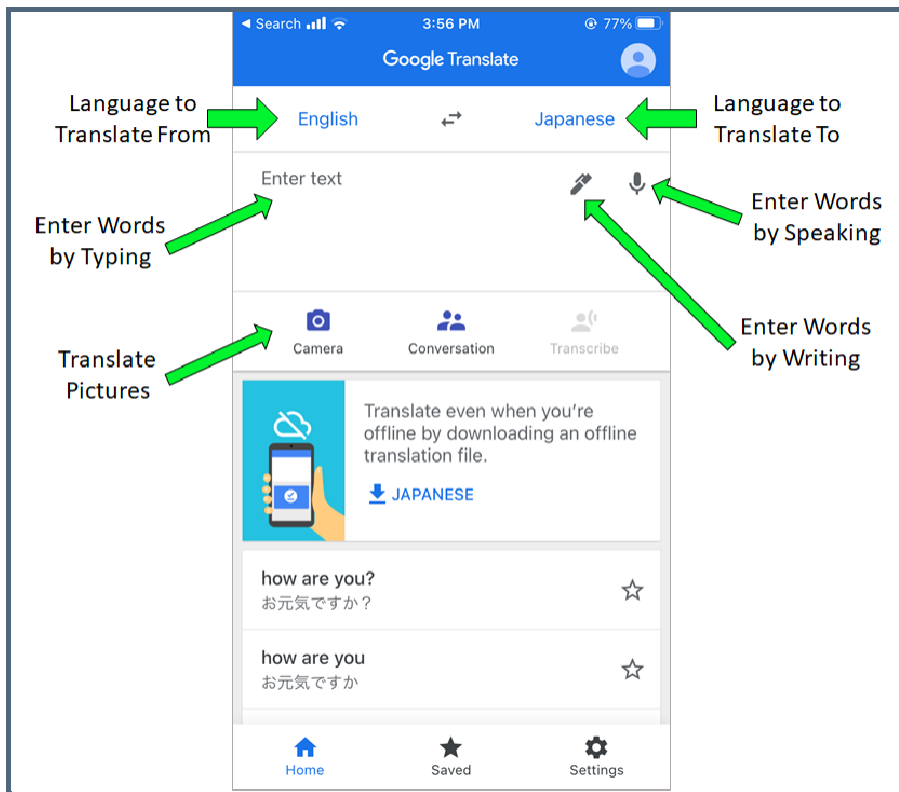 Search 3:56 PM 77%
Google Translate
Language to
Translate From
English
Japanese
Language to
Translate To
Enter text
Enter Words
by Typing
Enter Words
by Speaking
Enter Words
by Writing
Translate
Pictures
Camera
Conversation
Transcribe
Translate even when you're
offline by downloading an offline
translation file.
JAPANESE
how are you?
お元気ですか？
how are you
お元気ですか
Home
Saved
Settings